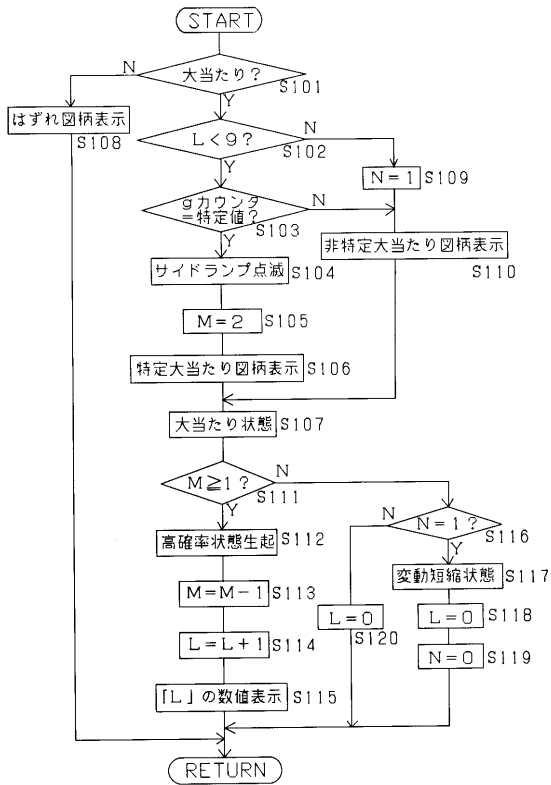 START
大当たり？
S101
N
Y
はずれ図柄表示
S108
L＜9？
S102
N
Y
N＝1
S109
gカウンタ
＝特定値？
S103
N
Y
非特定大当たり図柄表示
S110
サイドランプ点滅
S104
M＝2
S105
特定大当たり図柄表示
S106
大当たり状態
S107
M≧1？
S111
N
Y
N＝1？
S116
N
Y
高確率状態生起
S112
変動短縮状態
S117
M＝M－1
S113
L＝0
S120
L＝0
S118
L＝L＋1
S114
N＝0
S119
「L」の数値表示
S115
RETURN